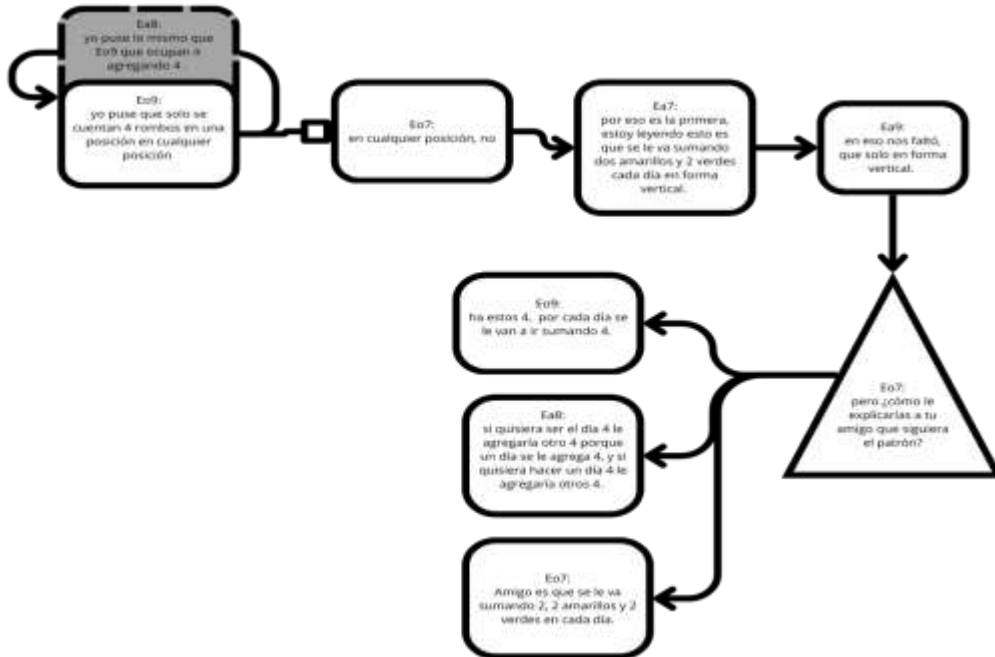 Ea8:
yo puse lo mismo que
Eo9 que ocupan o
agregando 4 .
Eo9:
yo puse que solo se
cuentan 4 rombos en una
posición en cualquier
posición
Eo7:
en cualquier posición, no
Ea7:
por eso es la primera,
estoy leyendo esto es
que se le va sumando
dos amarillos y 2 verdes
cada día en forma
vertical.
Ea9:
en eso nos faltó,
que solo en forma
vertical.
Eo7:
pero ¿cómo le
explicarías a tu
amigo que siguiera
el patrón?
Eo9:
ha estos 4, por cada día se
le van a ir sumando 4.
Ea8:
si quisiera ser el día 4 le
agregaría otro 4 porque
un día se le agrega 4, y si
quisiera hacer un día 4 le
agregaría otros 4.
Eo7:
Amigo es que se le va
sumando 2, 2 amarillos y 2
verdes en cada día.